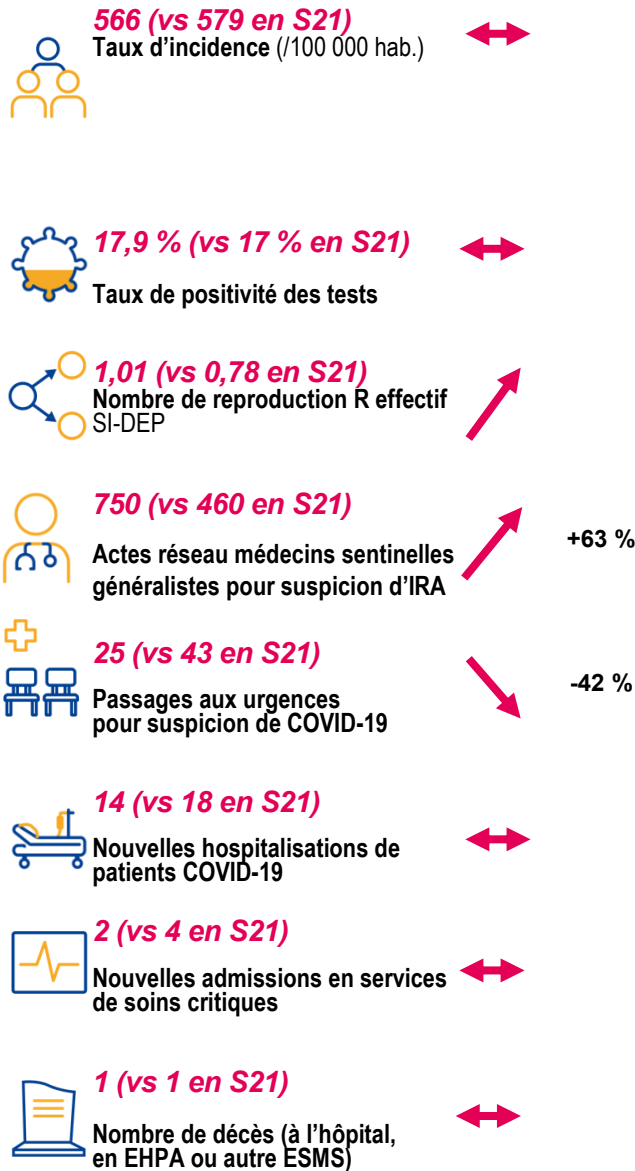 566 (vs 579 en S21)
Taux d'incidence (/100 000 hab.)
17,9 % (vs 17 % en S21)
Taux de positivité des tests
1,01 (vs 0,78 en S21)
Nombre de reproduction R effectif
SI-DEP
750 (vs 460 en S21)
Actes réseau médecins sentinelles
généralistes pour suspicion d'IRA
+63 %
25 (vs 43 en S21)
Passages aux urgences
pour suspicion de COVID-19
-42 %
14 (vs 18 en S21)
Nouvelles hospitalisations de
patients COVID-19
2 (vs 4 en S21)
Nouvelles admissions en services
de soins critiques
1 (vs 1 en S21)
Nombre de décès (à l'hôpital,
en EHPA ou autre ESMS)